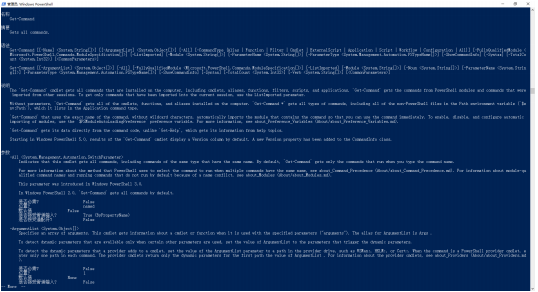 管理员: Windows PowerShell
名称
Get-Command
摘要
Gets all commands.
语法
Get-Command [[-Name] <System.String[]>] [[-ArgumentList] <System.Object[]>] [-All] [-CommandType {Alias | Function | Filter | Cmdlet | ExternalScript | Application | Script | Workflow | Configuration | All}] [-FullyQualifiedModule <
Microsoft.PowerShell.Commands.ModuleSpecification[]>] [-ListImported] [-Module <System.String[]>] [-ParameterName <System.String[]>] [-ParameterType <System.Management.Automation.PSTypeName[]>] [-ShowCommandInfo] [-Syntax] [-TotalCo
unt <System.Int32>] [<CommonParameters>]
Get-Command [[-ArgumentList] <System.Object[]>] [-All] [-FullyQualifiedModule <Microsoft.PowerShell.Commands.ModuleSpecification[]>] [-ListImported] [-Module <System.String[]>] [-Noun <System.String[]>] [-ParameterName <System.Strin
g[]>] [-ParameterType <System.Management.Automation.PSTypeName[]>] [-ShowCommandInfo] [-Syntax] [-TotalCount <System.Int32>] [-Verb <System.String[]>] [<CommonParameters>]
说明
The `Get-Command` cmdlet gets all commands that are installed on the computer, including cmdlets, aliases, functions, filters, scripts, and applications. `Get-Command` gets the commands from PowerShell modules and commands that were
imported from other sessions. To get only commands that have been imported into the current session, use the ListImported parameter.
Without parameters, `Get-Command` gets all of the cmdlets, functions, and aliases installed on the computer. `Get-Command *` gets all types of commands, including all of the non-PowerShell files in the Path environment variable (
), which it lists in the Application command type.
`Get-Command` that uses the exact name of the command, without wildcard characters, automatically imports the module that contains the command so that you can use the command immediately. To enable, disable, and configure automatic
importing of modules, use the `$PSModuleAutoLoadingPreference` preference variable. For more information, see about_Preference_Variables (About/about_Preference_Variables.md).
`Get-Command` gets its data directly from the command code, unlike `Get-Help`, which gets its information from help topics.
Starting in Windows PowerShell 5.0, results of the `Get-Command` cmdlet display a Version column by default. A new Version property has been added to the CommandInfo class.
参数
-All <System.Management.Automation.SwitchParameter>
Indicates that this cmdlet gets all commands, including commands of the same type that have the same name. By default, `Get-Command` gets only the commands that run when you type the command name.
For more information about the method that PowerShell uses to select the command to run when multiple commands have the same name, see about_Command_Precedence (About/about_Command_Precedence.md). For information about module-qu
alified command names and running commands that do not run by default because of a name conflict, see about_Modules (About/about_Modules.md).
This parameter was introduced in Windows PowerShell 3.0.
In Windows PowerShell 2.0, `Get-Command` gets all commands by default.
是否必需? False
位置? named
默认值 False
是否接受管道输入? True (ByPropertyName)
是否接受通配符? False
-ArgumentList <System.Object[]>
Specifies an array of arguments. This cmdlet gets information about a cmdlet or function when it is used with the specified parameters ("arguments"). The alias for ArgumentList is Args .
To detect dynamic parameters that are available only when certain other parameters are used, set the value of ArgumentList to the parameters that trigger the dynamic parameters.
To detect the dynamic parameters that a provider adds to a cmdlet, set the value of the ArgumentList parameter to a path in the provider drive, such as WSMan:, HKLM:, or Cert:. When the command is a PowerShell provider cmdlet, e
nter only one path in each command. The provider cmdlets return only the dynamic parameters for the first path the value of ArgumentList . For information about the provider cmdlets, see about_Providers (About/about_Providers.md
).
是否必需? False
位置? 1
默认值 None
是否接受管道输入? False
是否接受通配符? False
-- More --